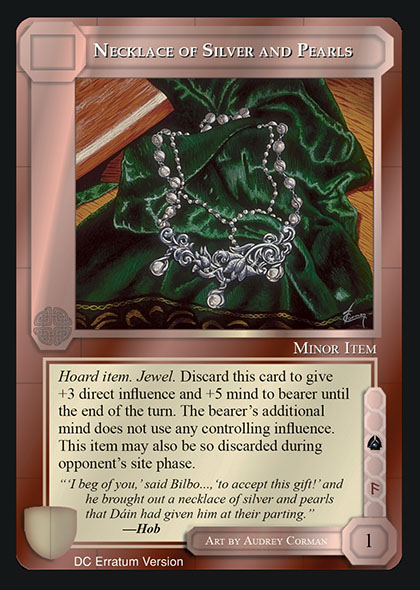 Necklace of Silver and Pearls
Corman
Minor Item
Hoard item. Jewel. Discard this card to give
+3 direct influence and +5 mind to bearer until
the end of the turn. The bearer's additional
mind does not use any controlling influence.
This item may also be so discarded during
opponent's site phase.
“‘I beg of you,’ said Bilbo..., ‘to accept this gift!’ and
he brought out a necklace of silver and pearls
that Dáin had given him at their parting.”
—Hob
Art by Audrey Corman
1
DC Erratum Version